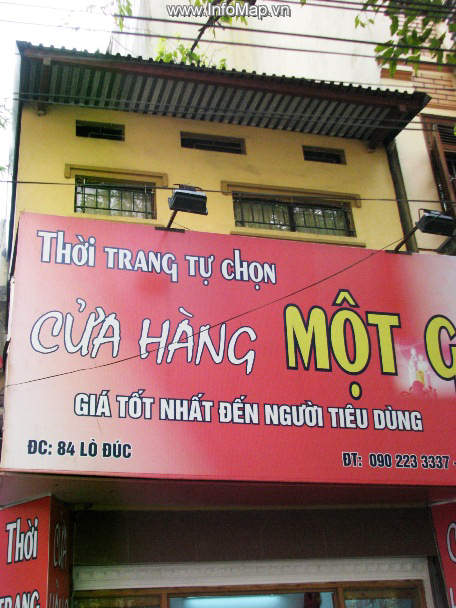 www.InfoMap.vn
Thời trang tự chọn
CỬA HÀNG MỘT
GIÁ TỐT NHẤT ĐẾN NGƯỜI TIÊU DÙNG
ĐC: 84 LÒ ĐÚC
ĐT: 090 223 3337 -
Thời
TRANG
CỬA